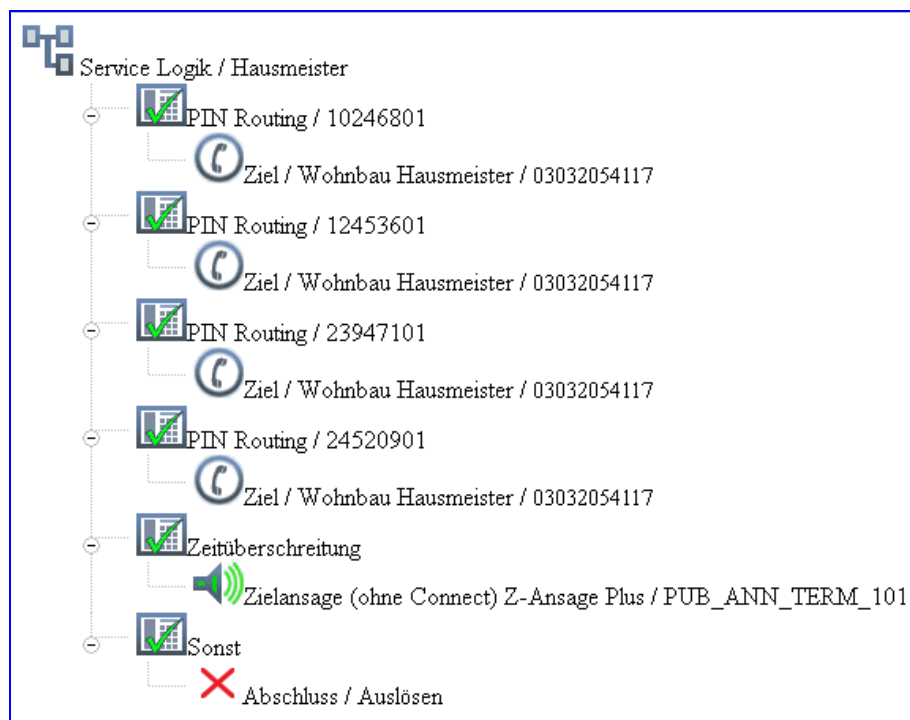 Service Logik / Hausmeister
PIN Routing / 10246801
Ziel / Wohnbau Hausmeister / 03032054117
PIN Routing / 12453601
Ziel / Wohnbau Hausmeister / 03032054117
PIN Routing / 23947101
Ziel / Wohnbau Hausmeister / 03032054117
PIN Routing / 24520901
Ziel / Wohnbau Hausmeister / 03032054117
Zeitüberschreitung
Zielansage (ohne Connect) Z-Ansage Plus / PUB_ANN_TERM_101
Sonst
Abschluss / Auslösen